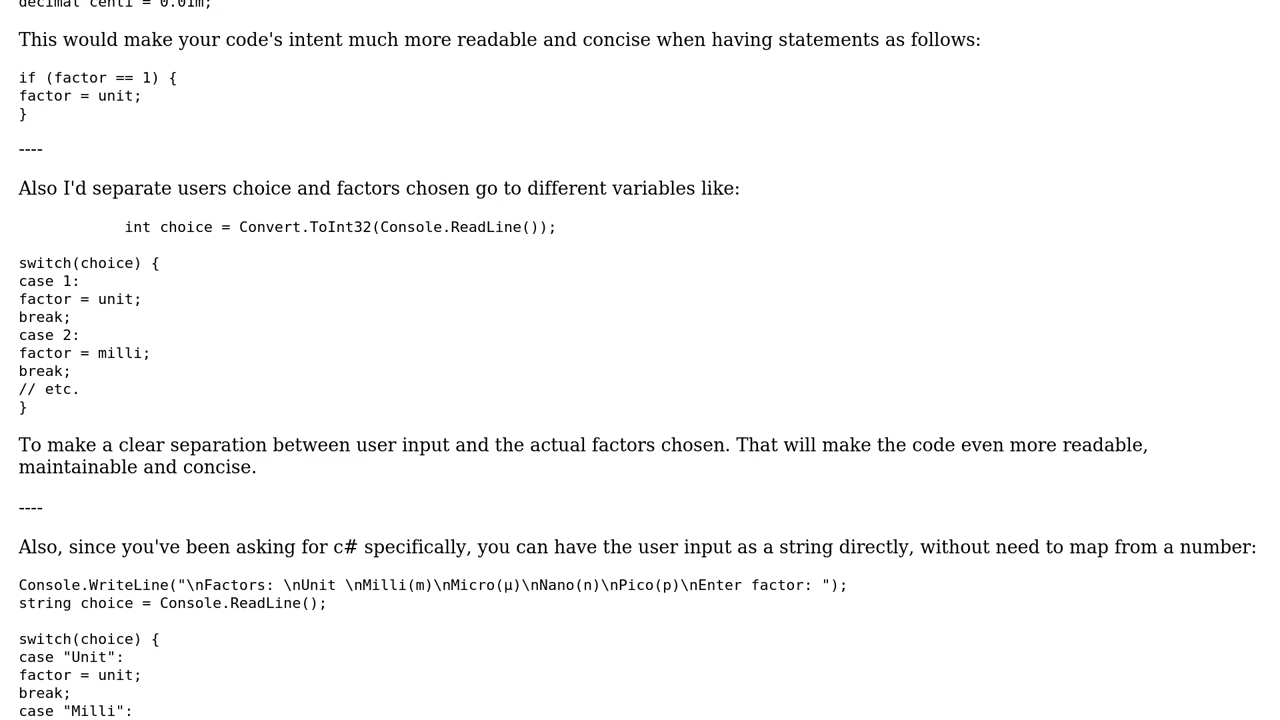 decimal centi = 0.01m;
This would make your code's intent much more readable and concise when having statements as follows:
if (factor == 1) {
factor = unit;
}
----
Also I'd separate users choice and factors chosen go to different variables like:
int choice = Convert.ToInt32(Console.ReadLine());
switch(choice) {
case 1:
factor = unit;
break;
case 2:
factor = milli;
break;
// etc.
}
To make a clear separation between user input and the actual factors chosen. That will make the code even more readable,
maintainable and concise.
----
Also, since you've been asking for c# specifically, you can have the user input as a string directly, without need to map from a number:
Console.WriteLine("\nFactors: \nUnit \nMilli(m)\nMicro(µ)\nNano(n)\nPico(p)\nEnter factor: ");
string choice = Console.ReadLine();
switch(choice) {
case "Unit":
factor = unit;
break;
case "Milli":